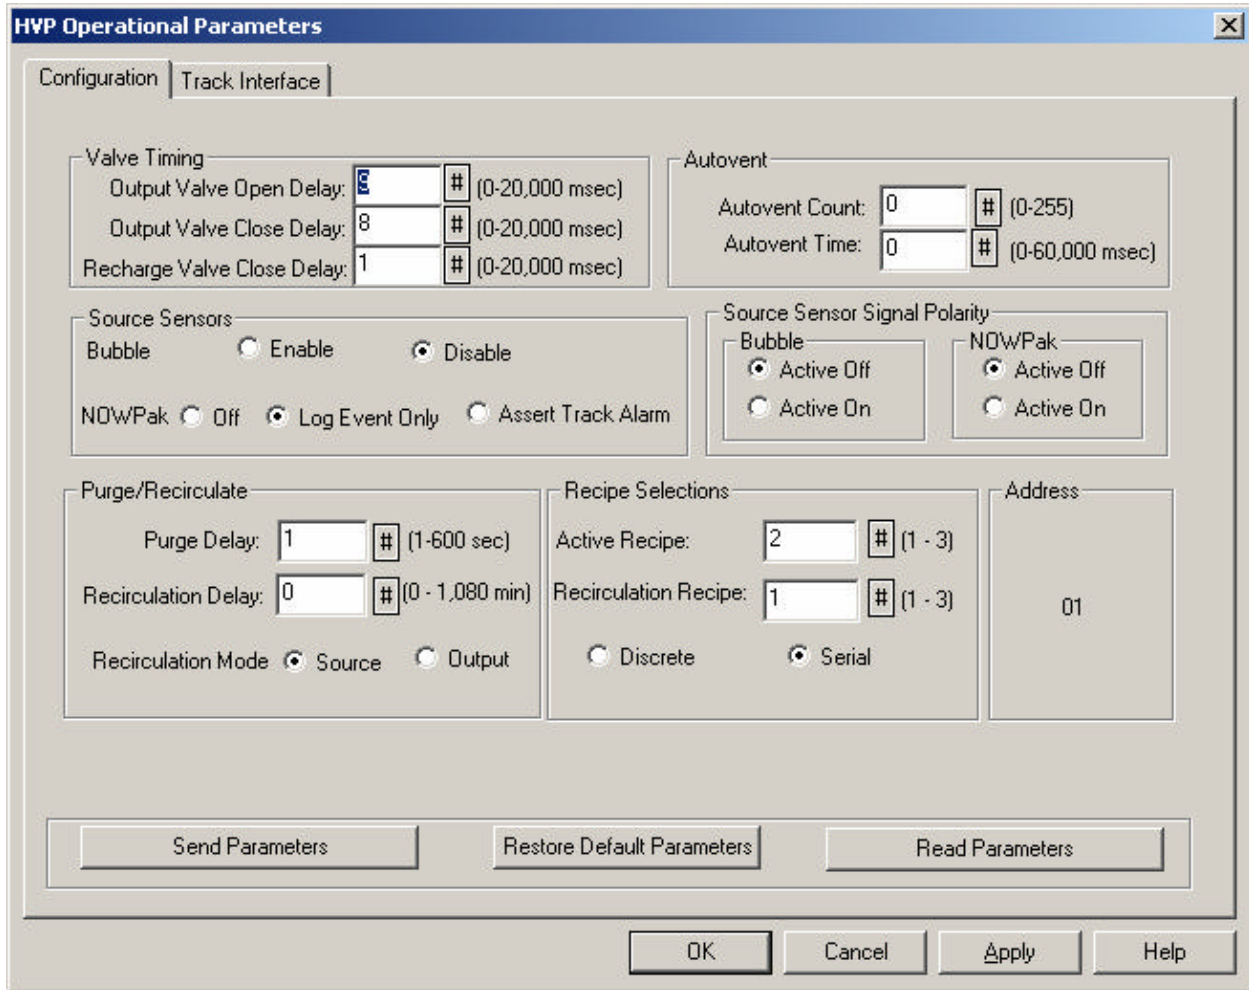 HVP Operational Parameters
Configuration
Track Interface
Valve Timing
Output Valve Open Delay: 9 # (0-20,000 msec)
Output Valve Close Delay: 8 # (0-20,000 msec)
Recharge Valve Close Delay: 1 # (0-20,000 msec)
Autovent
Autovent Count: 0 # (0-255)
Autovent Time: 0 # (0-60,000 msec)
Source Sensors
Bubble Enable Disable
NOWPak Off Log Event Only Assert Track Alarm
Source Sensor Signal Polarity
Bubble
Active Off
Active On
NOWPak
Active Off
Active On
Purge/Recirculate
Purge Delay: 1 # (1-600 sec)
Recirculation Delay: 0 # (0 - 1,080 min)
Recirculation Mode Source Output
Recipe Selections
Active Recipe: 2 # (1 - 3)
Recirculation Recipe: 1 # (1 - 3)
Discrete Serial
Address
01
Send Parameters
Restore Default Parameters
Read Parameters
OK
Cancel
Apply
Help